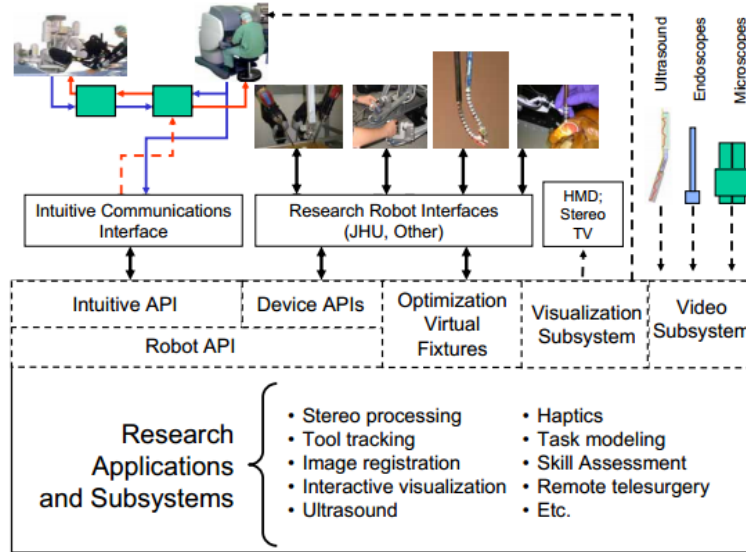 Ultrasound
Endoscopes
Microscopes
Intuitive Communications
Interface
Research Robot Interfaces
(JHU, Other)
HMD;
Stereo
TV
Intuitive API
Device APIs
Optimization
Virtual
Fixtures
Visualization
Subsystem
Video
Subsystem
Robot API
Research
Applications
and Subsystems
• Stereo processing
• Tool tracking
• Image registration
• Interactive visualization
• Ultrasound
• Haptics
• Task modeling
• Skill Assessment
• Remote telesurgery
• Etc.